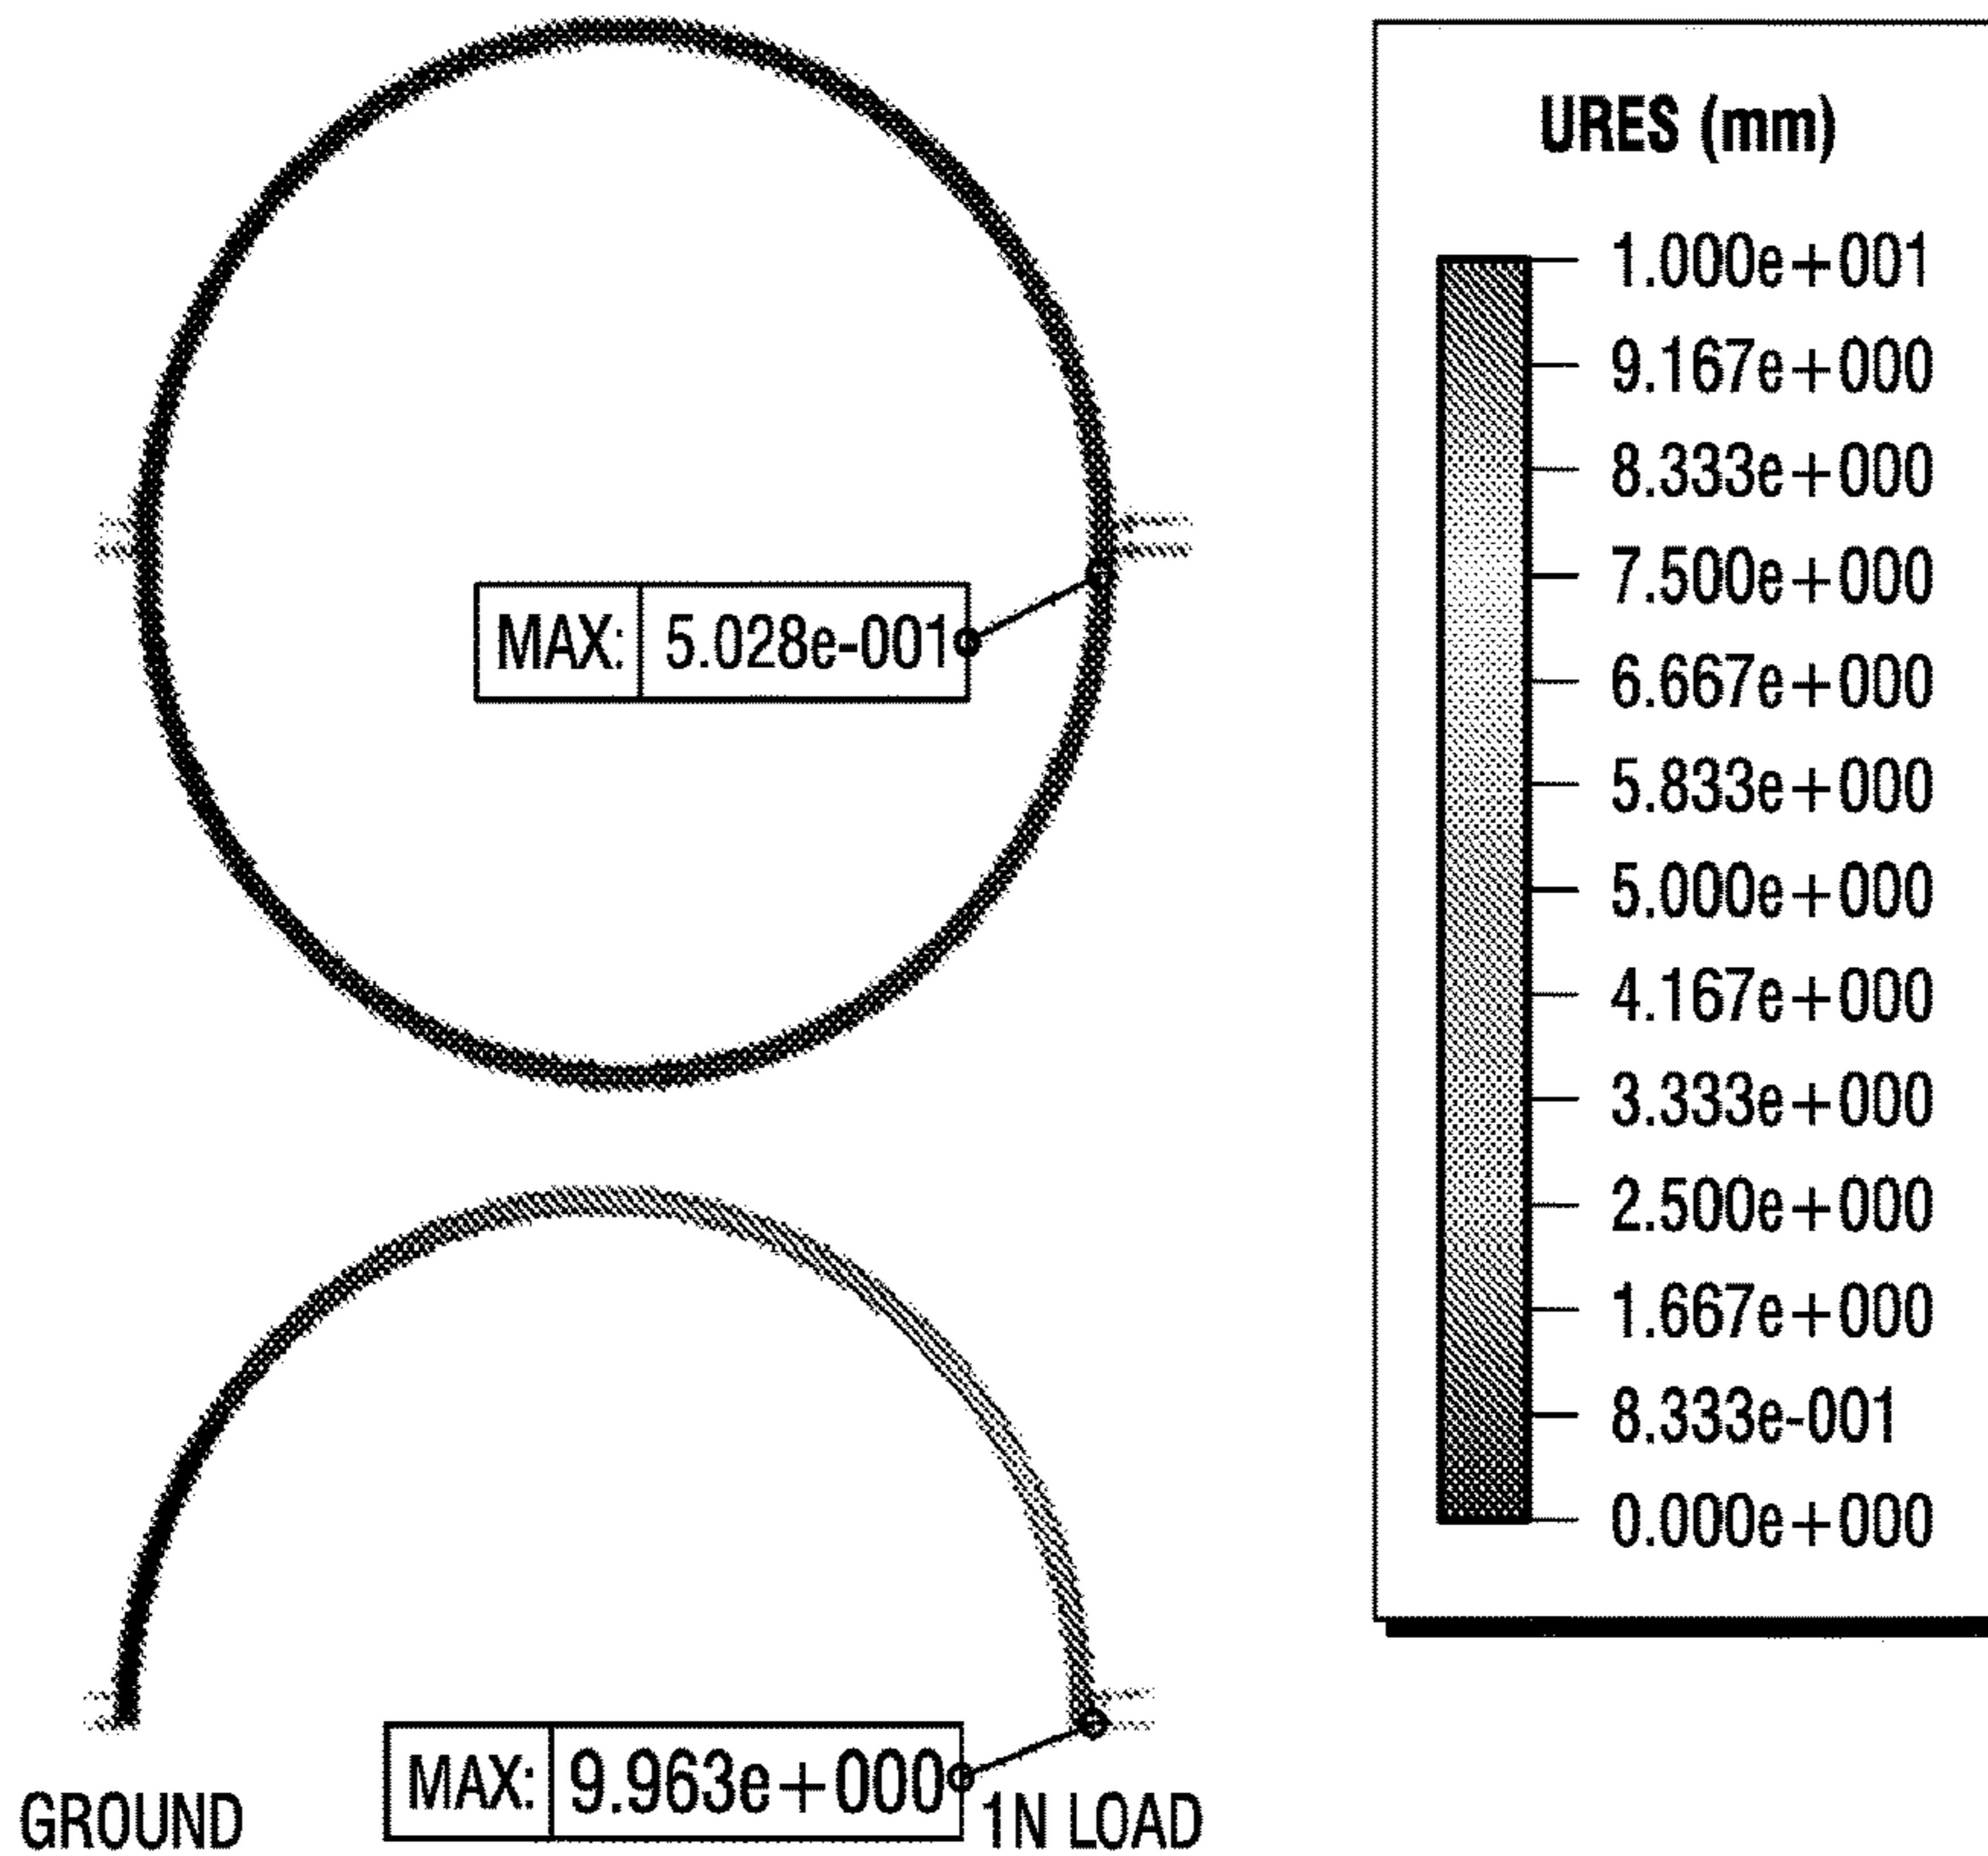 URES (mm)
1.000e+001
9.167e+000
8.333e+000
7.500e+000
6.667e+000
5.833e+000
5.000e+000
4.167e+000
3.333e+000
2.500e+000
1.667e+000
8.333e-001
0.000e+000
MAX: 5.028e-001
MAX: 9.963e+000
GROUND
1N LOAD